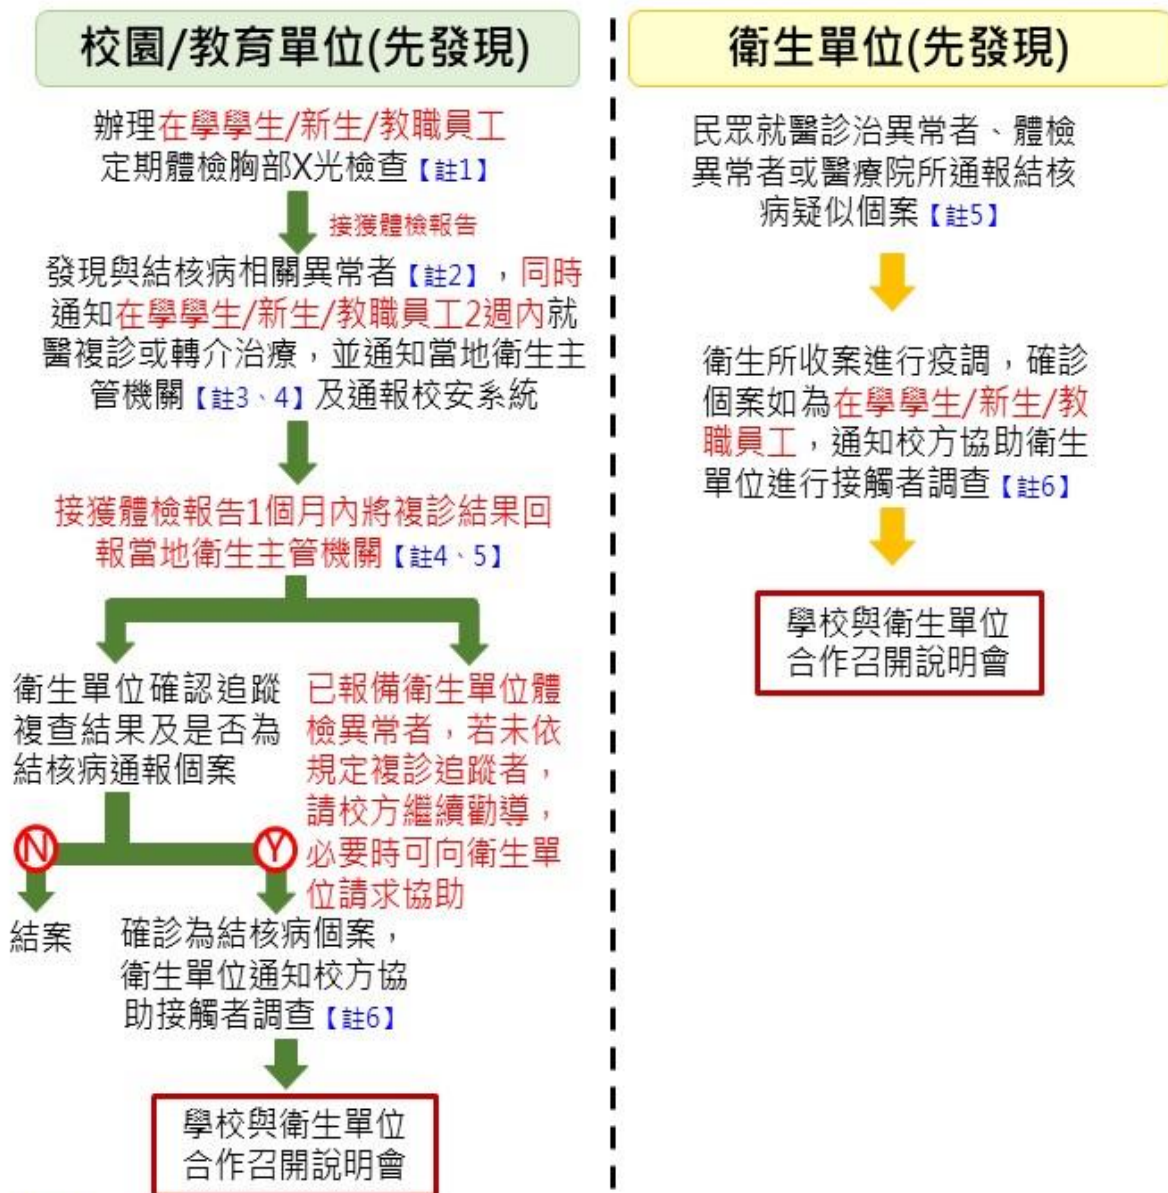 校園/教育單位(先發現)
辦理在學學生/新生/教職員工
定期體檢胸部X光檢查【註1】
接獲體檢報告
發現與結核病相關異常者【註2】，同時
通知在學學生/新生/教職員工2週內就
醫複診或轉介治療，並通知當地衛生主
管機關【註3、4】及通報校安系統
接獲體檢報告1個月內將複診結果回
報當地衛生主管機關【註4、5】
衛生單位確認追蹤
複查結果及是否為
結核病通報個案
已報備衛生單位體
檢異常者，若未依
規定複診追蹤者，
請校方繼續勸導，
必要時可向衛生單
位請求協助
N
Y
結案
確診為結核病個案，
衛生單位通知校方協
助接觸者調查【註6】
學校與衛生單位
合作召開說明會
衛生單位(先發現)
民眾就醫診治異常者、體檢
異常者或醫療院所通報結核
病疑似個案【註5】
衛生所收案進行疫調，確診
個案如為在學學生/新生/教
職員工，通知校方協助衛生
單位進行接觸者調查【註6】
學校與衛生單位
合作召開說明會